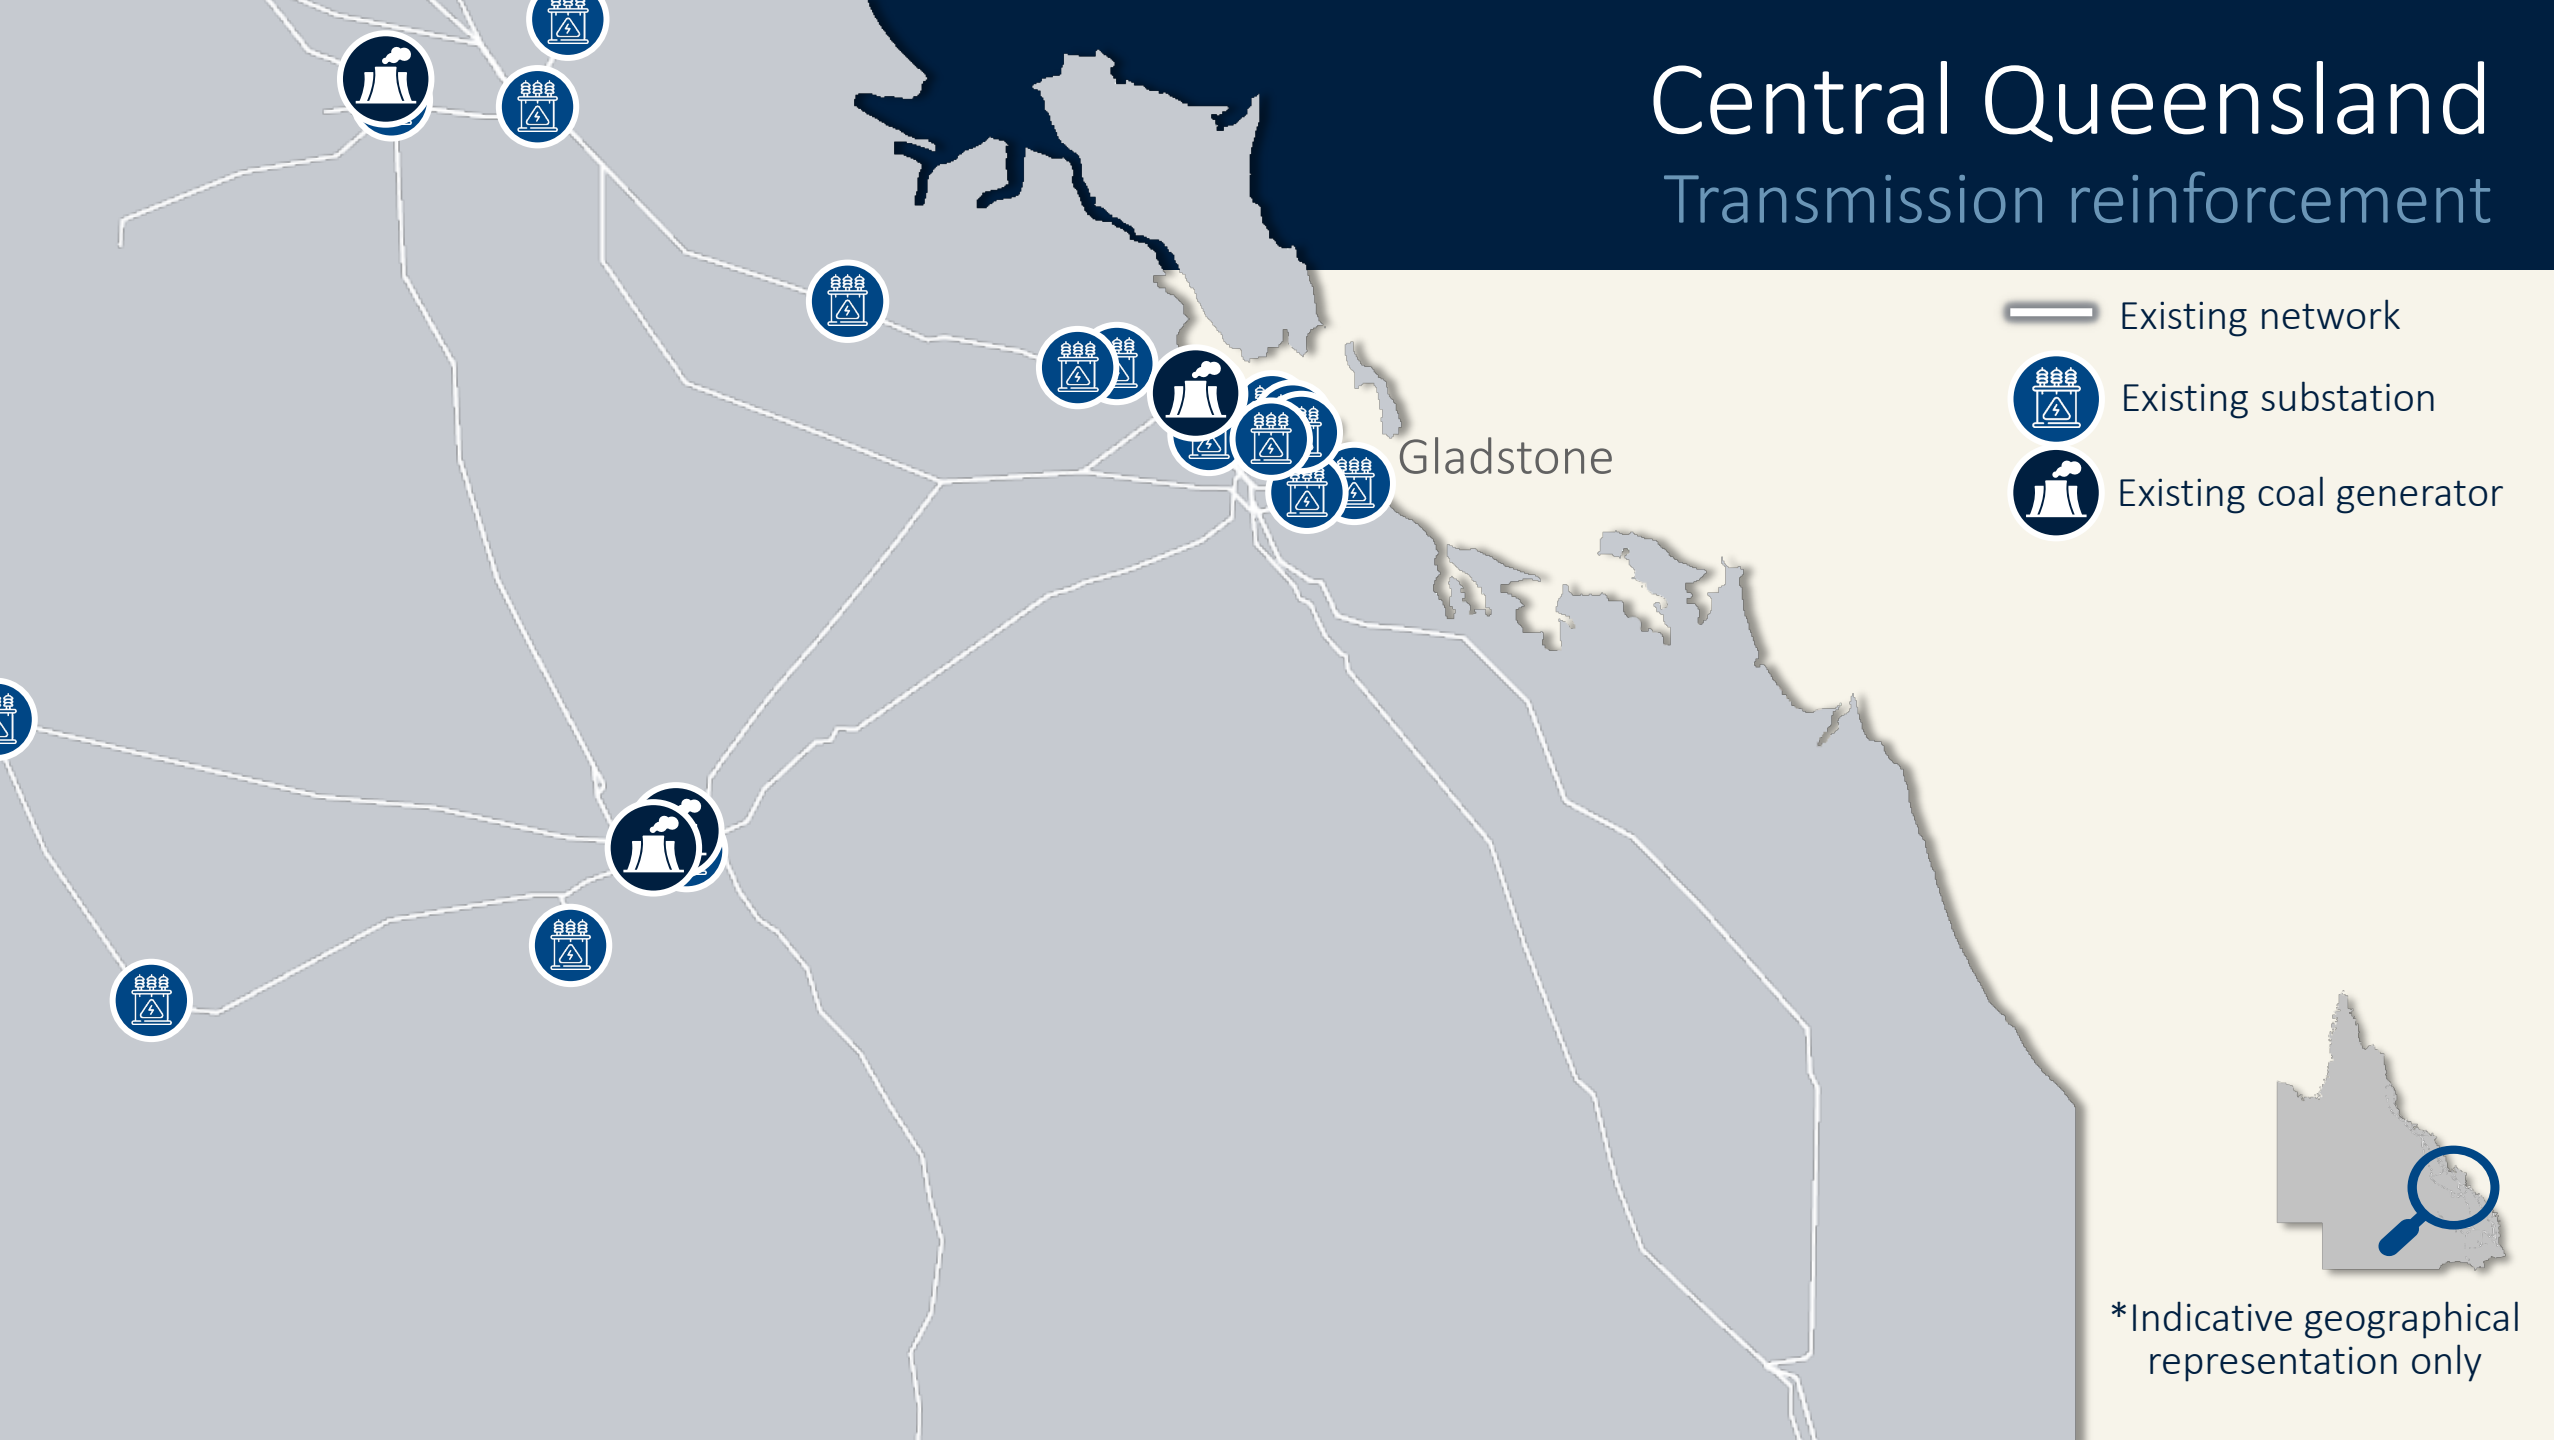 Central Queensland
Transmission reinforcement
Existing network
Existing substation
Existing coal generator
Gladstone
*Indicative geographical
representation only